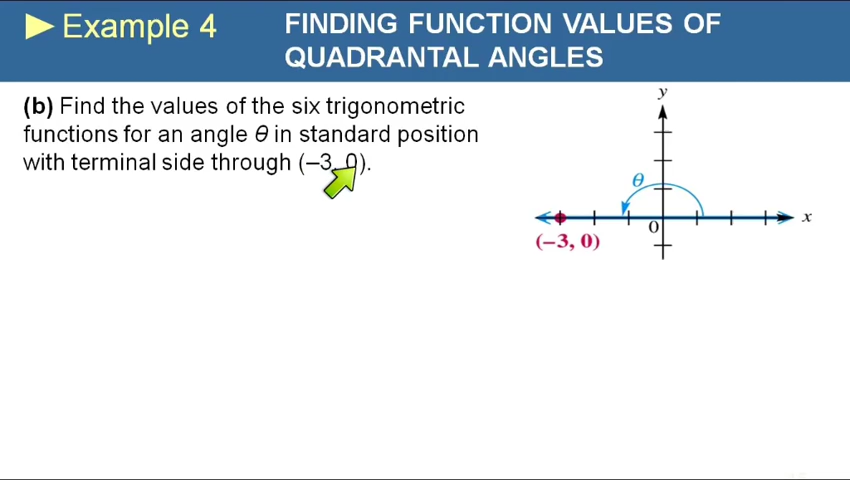 Example 4
FINDING FUNCTION VALUES OF
QUADRANTAL ANGLES
(b) Find the values of the six trigonometric
functions for an angle θ in standard position
with terminal side through (–3, 0).
y
θ
x
0
(–3, 0)